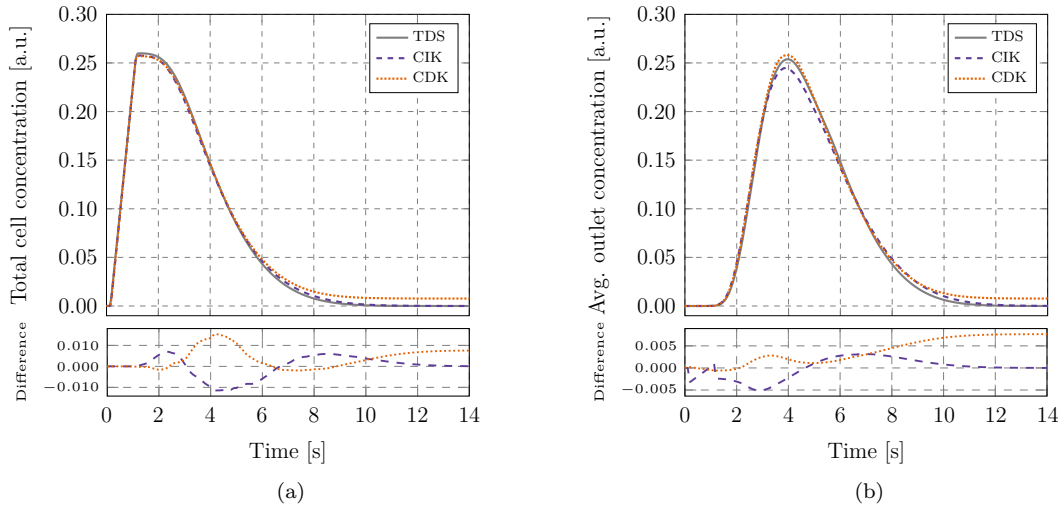 0.30
0.25
0.20
0.15
0.10
0.05
0.00
Total cell concentration [a.u.]
TDS
CIK
CDK
0.010
0.000
−0.010
Difference
0 2 4 6 8 10 12 14
Time [s]
(a)
0.30
0.25
0.20
0.15
0.10
0.05
0.00
Avg. outlet concentration [a.u.]
TDS
CIK
CDK
0.005
0.000
−0.005
Difference
0 2 4 6 8 10 12 14
Time [s]
(b)